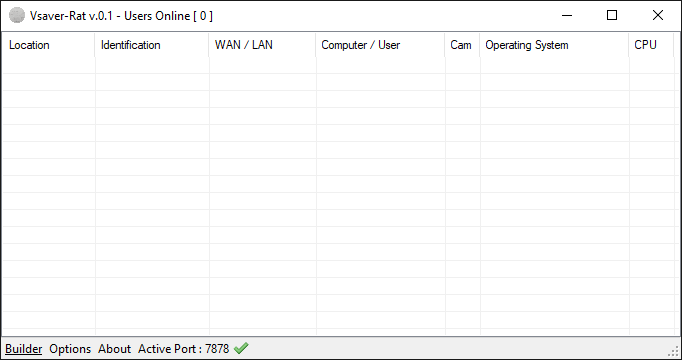 Vsaver-Rat v.0.1 - Users Online [ 0 ]
Location Identification WAN / LAN Computer / User Cam Operating System CPU
Builder Options About Active Port : 7878